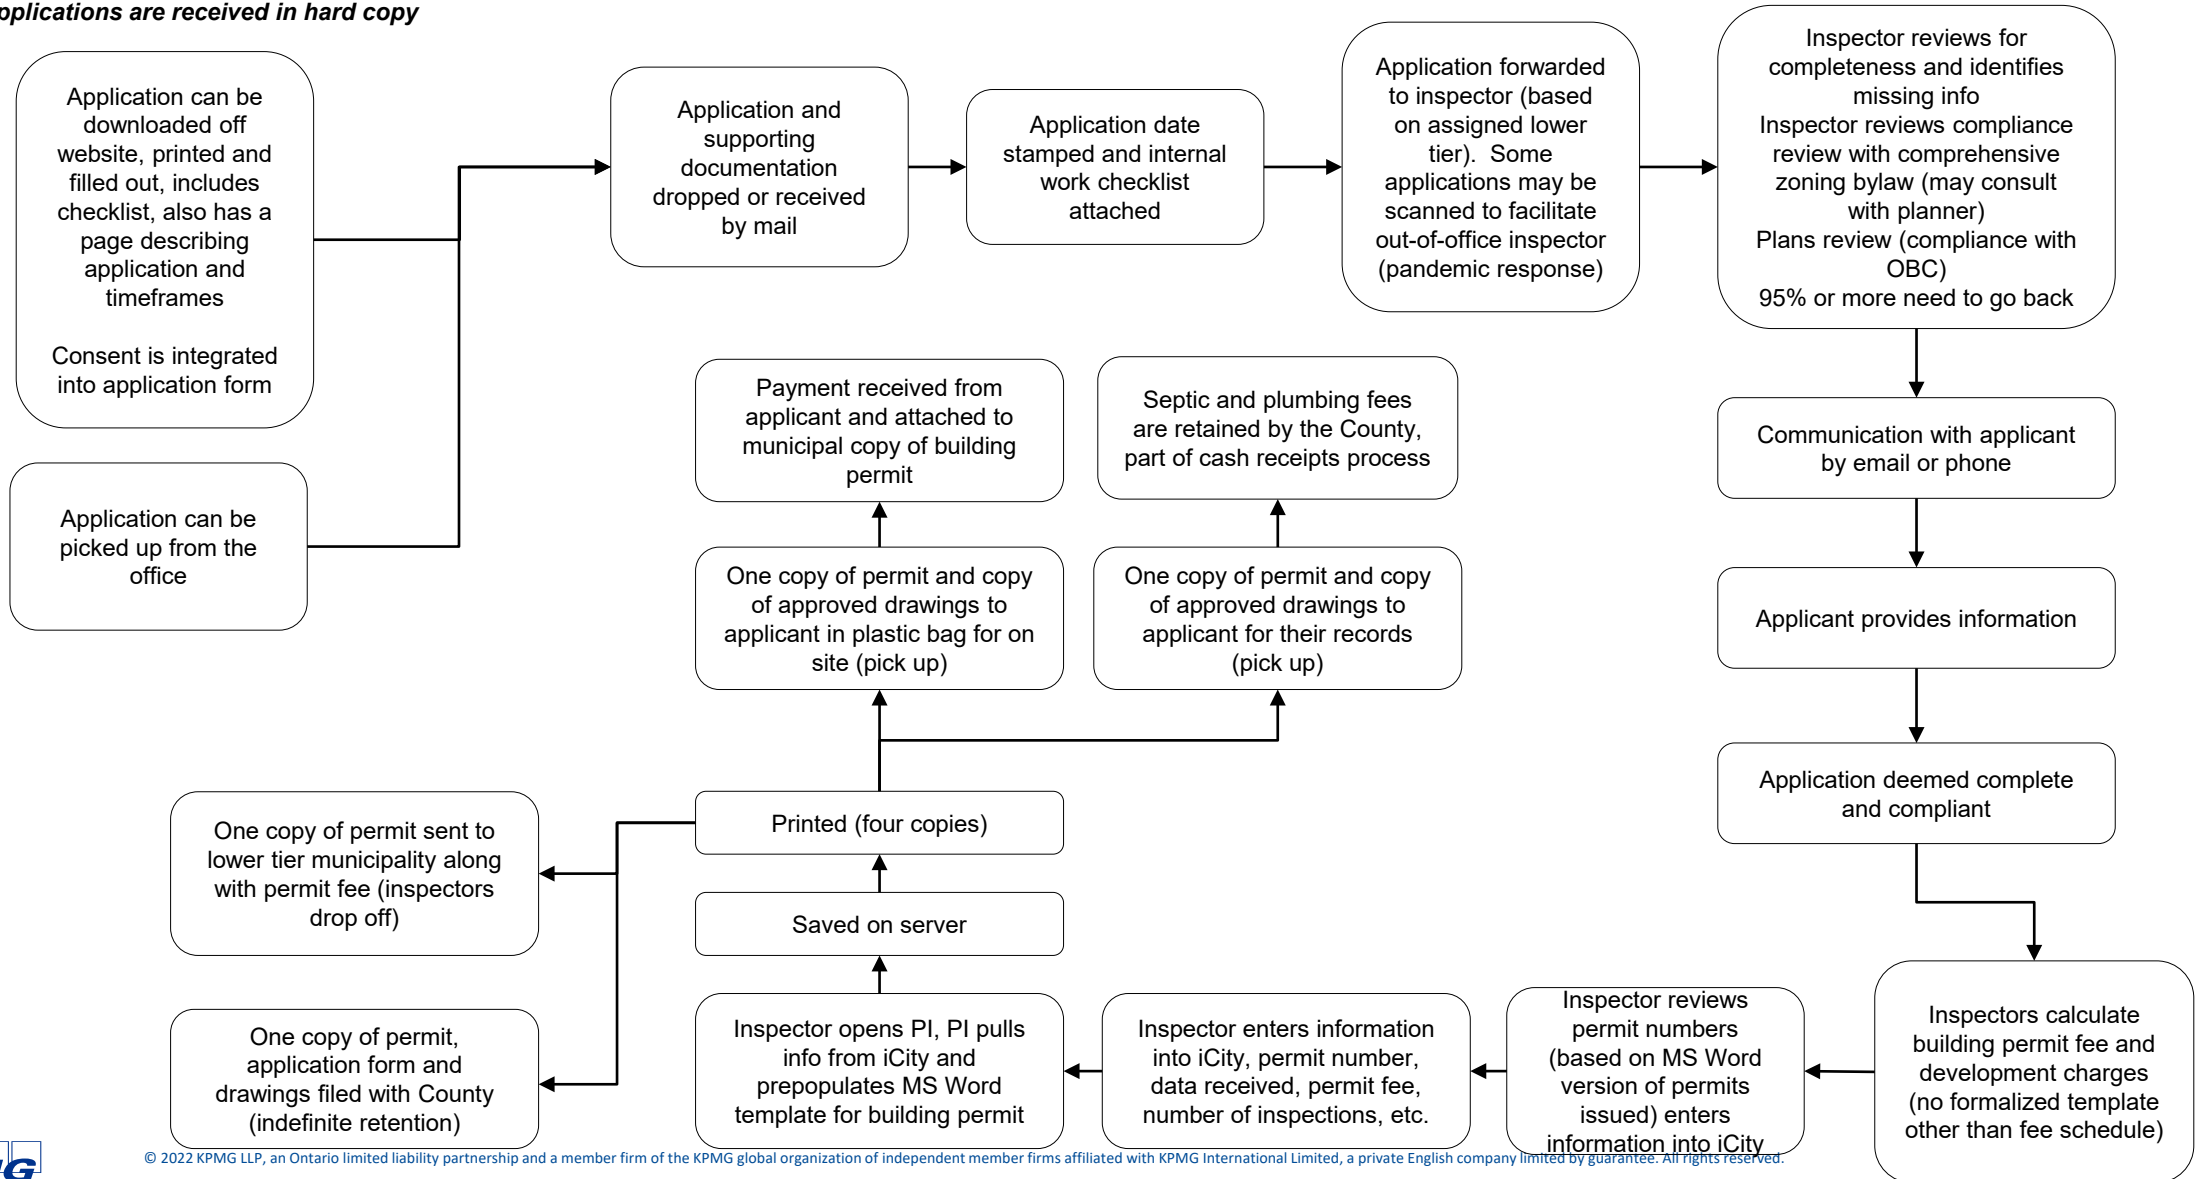 pplications are received in hard copy
Application can be
downloaded off
website, printed and
filled out, includes
checklist, also has a
page describing
application and
timeframes
Consent is integrated
into application form
Application can be
picked up from the
office
Application and
supporting
documentation
dropped or received
by mail
Application date
stamped and internal
work checklist
attached
Application forwarded
to inspector (based
on assigned lower
tier). Some
applications may be
scanned to facilitate
out-of-office inspector
(pandemic response)
Inspector reviews for
completeness and identifies
missing info
Inspector reviews compliance
review with comprehensive
zoning bylaw (may consult
with planner)
Plans review (compliance with
OBC)
95% or more need to go back
Communication with applicant
by email or phone
Applicant provides information
Application deemed complete
and compliant
Inspectors calculate
building permit fee and
development charges
(no formalized template
other than fee schedule)
Inspector reviews
permit numbers
(based on MS Word
version of permits
issued) enters
information into iCity
Inspector enters information
into iCity, permit number,
data received, permit fee,
number of inspections, etc.
Inspector opens PI, PI pulls
info from iCity and
prepopulates MS Word
template for building permit
Saved on server
Printed (four copies)
One copy of permit and copy
of approved drawings to
applicant in plastic bag for on
site (pick up)
Payment received from
applicant and attached to
municipal copy of building
permit
One copy of permit and copy
of approved drawings to
applicant for their records
(pick up)
Septic and plumbing fees
are retained by the County,
part of cash receipts process
One copy of permit sent to
lower tier municipality along
with permit fee (inspectors
drop off)
One copy of permit,
application form and
drawings filed with County
(indefinite retention)
G
© 2022 KPMG LLP, an Ontario limited liability partnership and a member firm of the KPMG global organization of independent member firms affiliated with KPMG International Limited, a private English company limited by guarantee. All rights reserved.